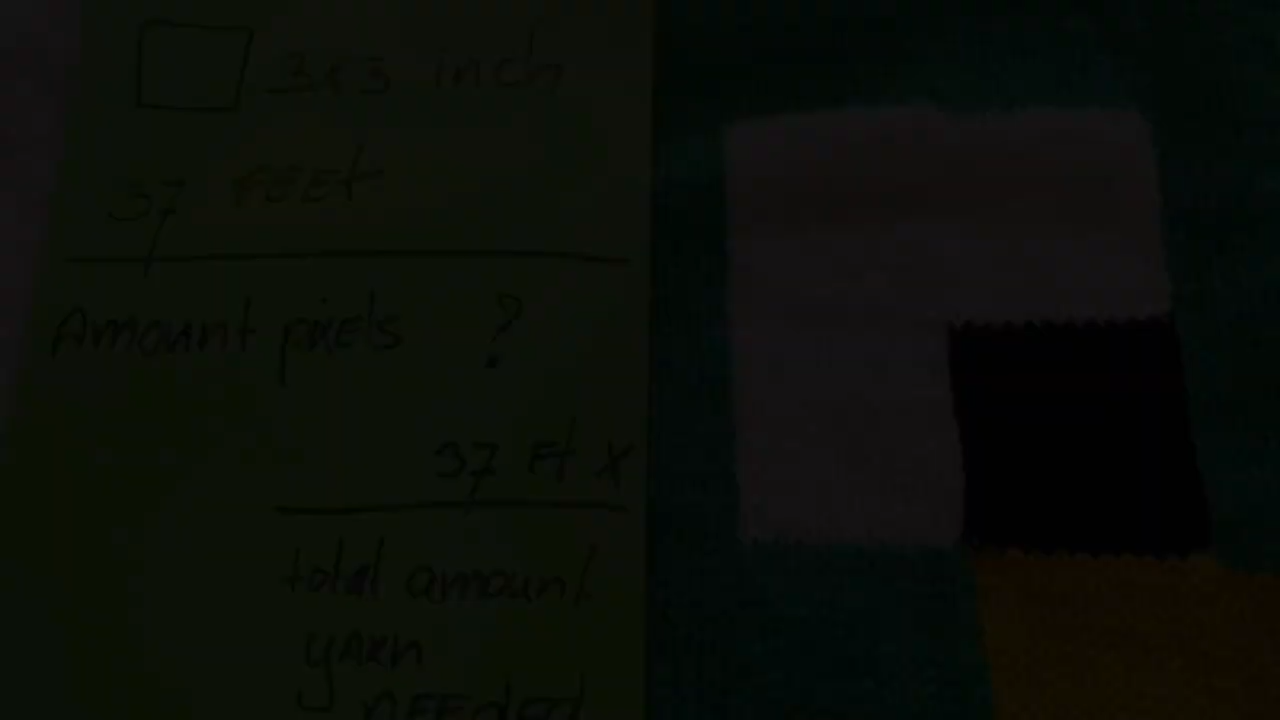 3x3 inch
37 FEEt
Amount pixels ?
37 Ft X
total amount
yarn
NEEded